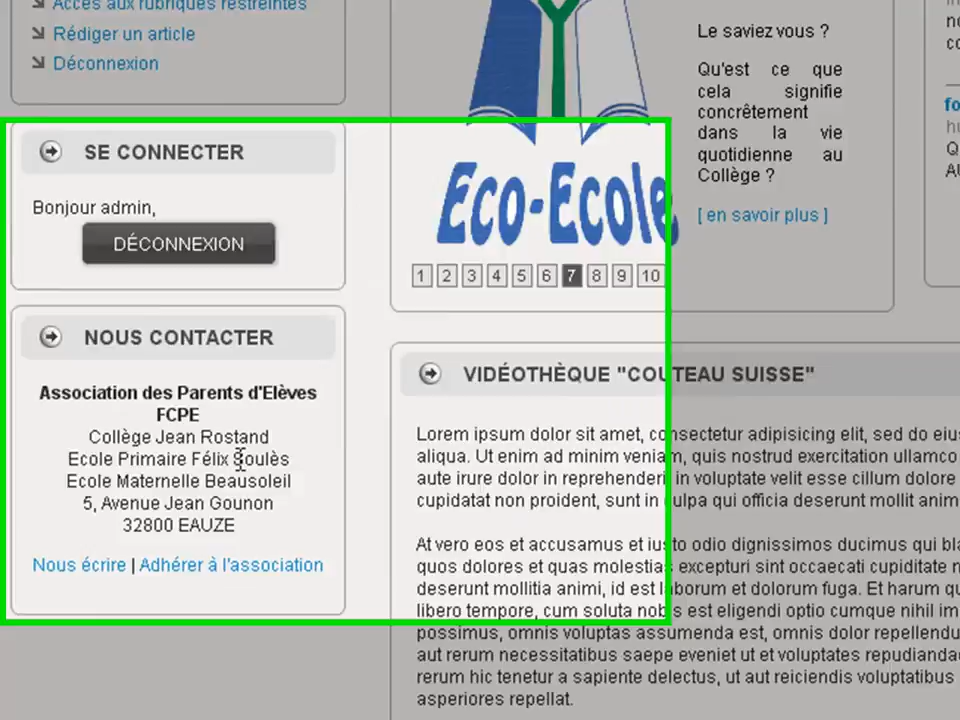 Accès aux rubriques restreintes
Rédiger un article
Déconnexion
SE CONNECTER
Bonjour admin,
DÉCONNEXION
NOUS CONTACTER
Association des Parents d'Elèves
FCPE
Collège Jean Rostand
Ecole Primaire Félix Soulès
Ecole Maternelle Beausoleil
5, Avenue Jean Gounon
32800 EAUZE
Nous écrire | Adhérer à l'association
Eco-Ecole
1 2 3 4 5 6 7 8 9 10
Le saviez vous ?
Qu'est ce que
cela signifie
concrêtement
dans la vie
quotidienne au
Collège ?
[ en savoir plus ]
VIDÉOTHÈQUE "COUTEAU SUISSE"
Lorem ipsum dolor sit amet, consectetur adipisicing elit, sed do eius
aliqua. Ut enim ad minim veniam, quis nostrud exercitation ullamco
aute irure dolor in reprehenderit in voluptate velit esse cillum dolore
cupidatat non proident, sunt in culpa qui officia deserunt mollit anim
At vero eos et accusamus et iusto odio dignissimos ducimus qui bla
quos dolores et quas molestias excepturi sint occaecati cupiditate n
deserunt mollitia animi, id est laborum et dolorum fuga. Et harum qu
libero tempore, cum soluta nobis est eligendi optio cumque nihil im
possimus, omnis voluptas assumenda est, omnis dolor repellendu
aut rerum necessitatibus saepe eveniet ut et voluptates repudianda
rerum hic tenetur a sapiente delectus, ut aut reiciendis voluptatibus
asperiores repellat.